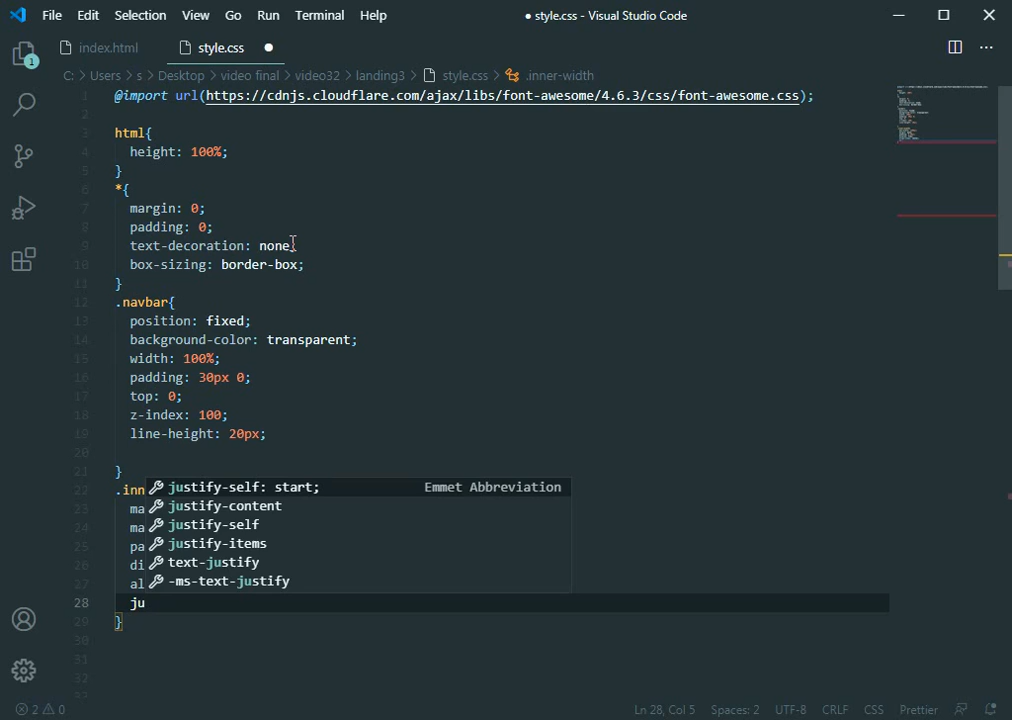 File Edit Selection View Go Run Terminal Help
● style.css - Visual Studio Code
index.html
style.css
C: > Users > s > Desktop > video final > video32 > landing3 > style.css > .inner-width
1 @import url(https://cdnjs.cloudflare.com/ajax/libs/font-awesome/4.6.3/css/font-awesome.css);
2
3 html{
4 height: 100%;
5 }
6 *{
7 margin: 0;
8 padding: 0;
9 text-decoration: none
10 box-sizing: border-box;
11 }
12 .navbar{
13 position: fixed;
14 background-color: transparent;
15 width: 100%;
16 padding: 30px 0;
17 top: 0;
18 z-index: 100;
19 line-height: 20px;
20
21 }
22 .inn
justify-self: start; Emmet Abbreviation
23 ma
justify-content
24 ma
justify-self
25 pa
justify-items
26 di
text-justify
27 al
-ms-text-justify
28 ju
29 }
30
31
32
1
2 0
Ln 28, Col 5 Spaces: 2 UTF-8 CRLF CSS Prettier